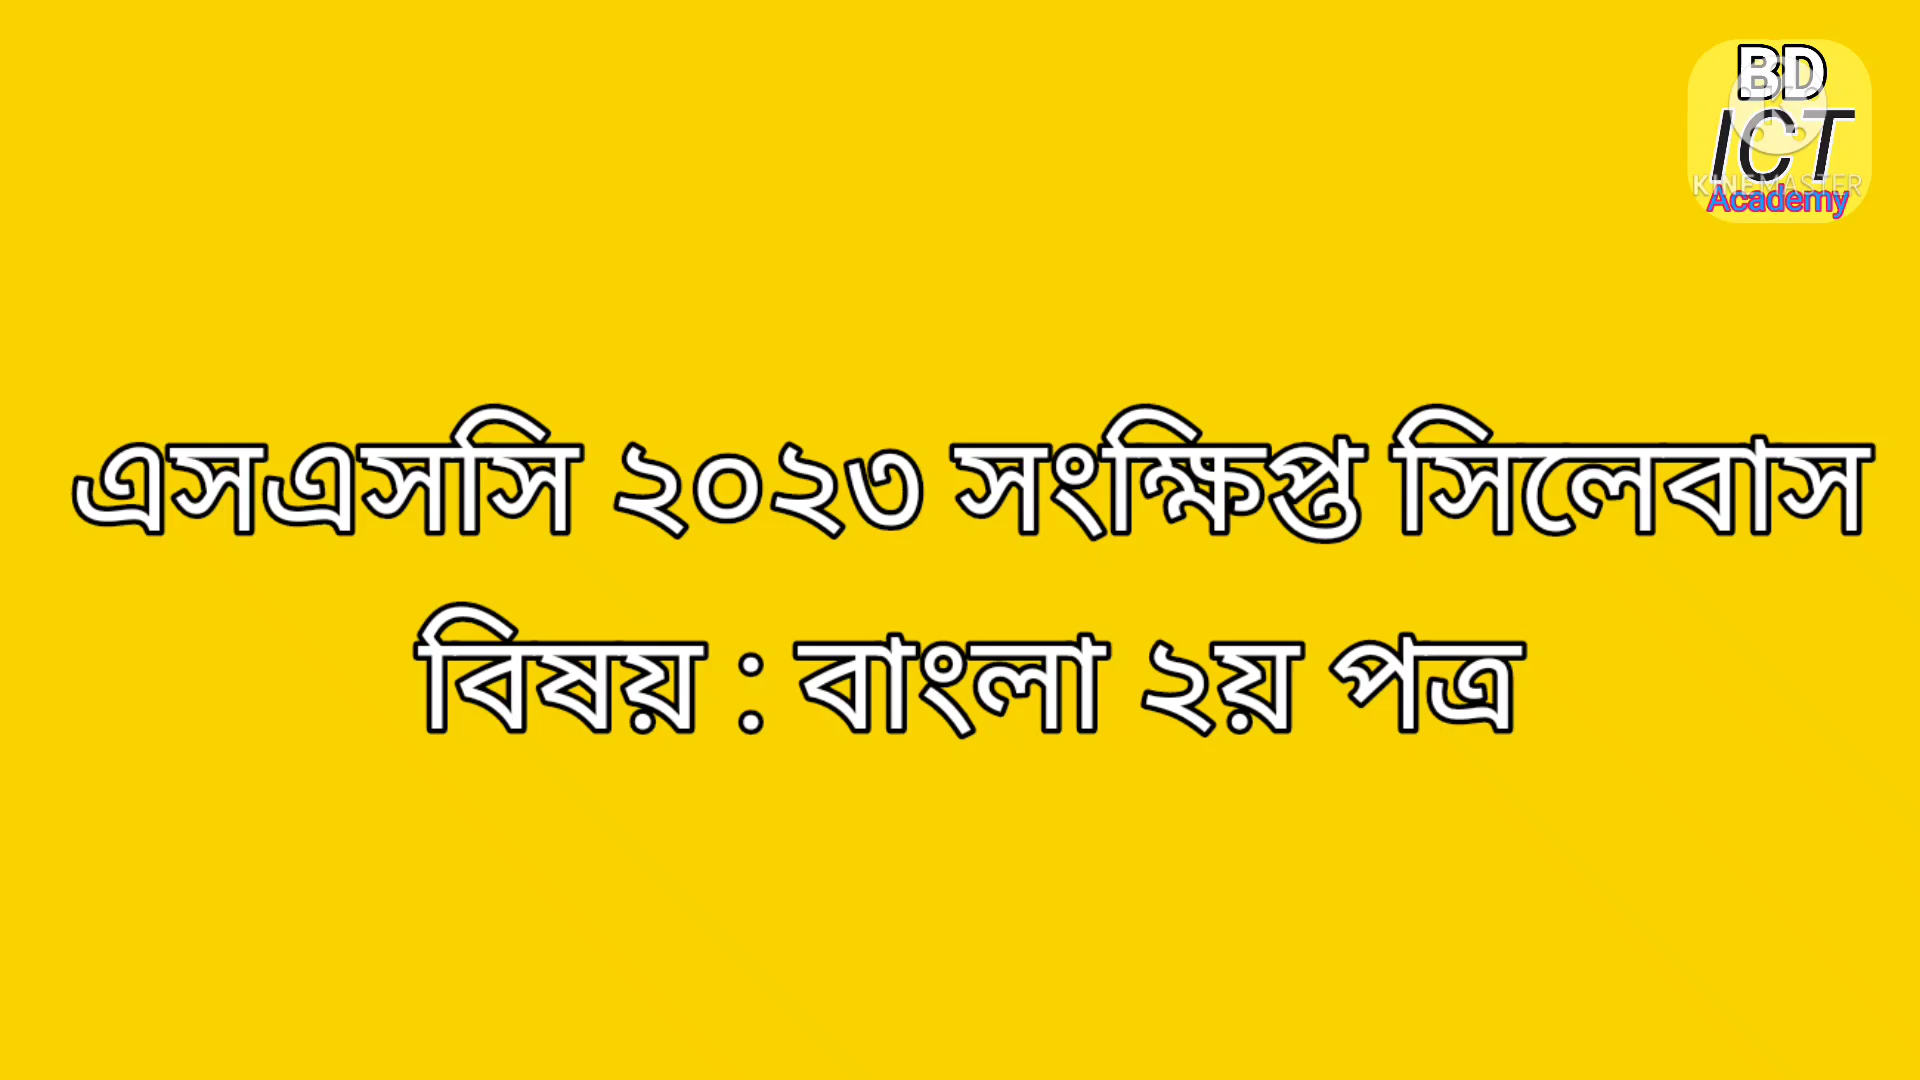 BD
ICT
KINEMASTER
Academy
এসএসসি ২০২৩ সংক্ষিপ্ত সিলেবাস
বিষয় : বাংলা ২য় পত্র